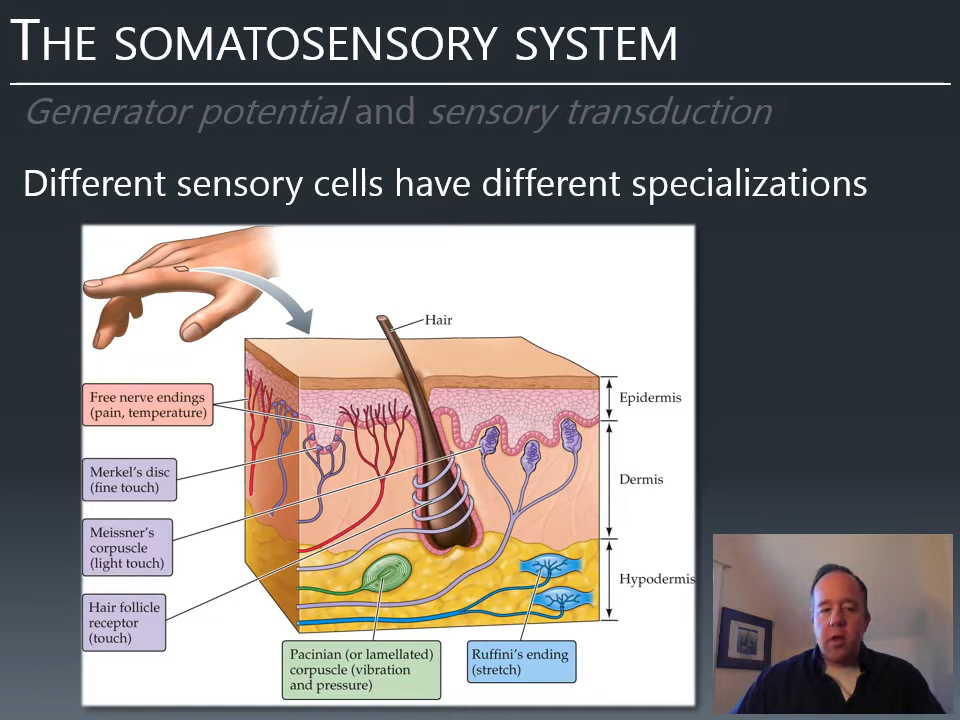 THE SOMATOSENSORY SYSTEM
Generator potential and sensory transduction
Different sensory cells have different specializations
Hair
Free nerve endings
(pain, temperature)
Merkel's disc
(fine touch)
Meissner's
corpuscle
(light touch)
Hair follicle
receptor
(touch)
Epidermis
Dermis
Hypodermis
Pacinian (or lamellated)
corpuscle (vibration
and pressure)
Ruffini's ending
(stretch)